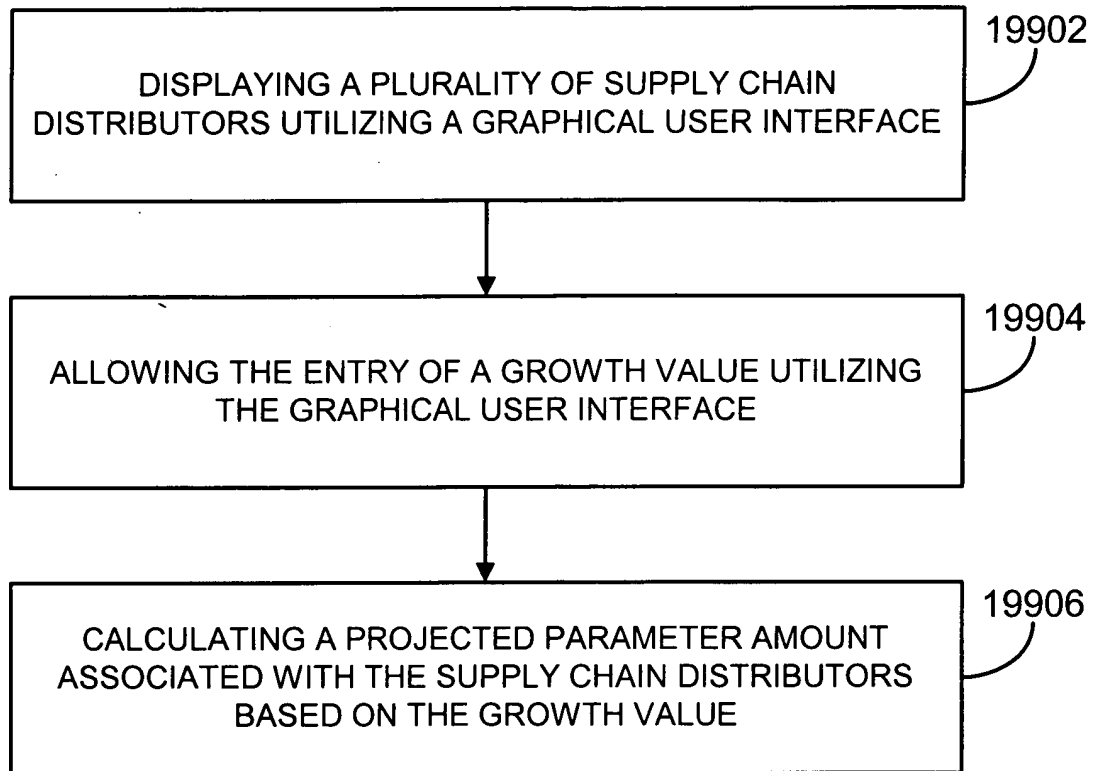 19902
DISPLAYING A PLURALITY OF SUPPLY CHAIN
DISTRIBUTORS UTILIZING A GRAPHICAL USER INTERFACE
19904
ALLOWING THE ENTRY OF A GROWTH VALUE UTILIZING
THE GRAPHICAL USER INTERFACE
19906
CALCULATING A PROJECTED PARAMETER AMOUNT
ASSOCIATED WITH THE SUPPLY CHAIN DISTRIBUTORS
BASED ON THE GROWTH VALUE